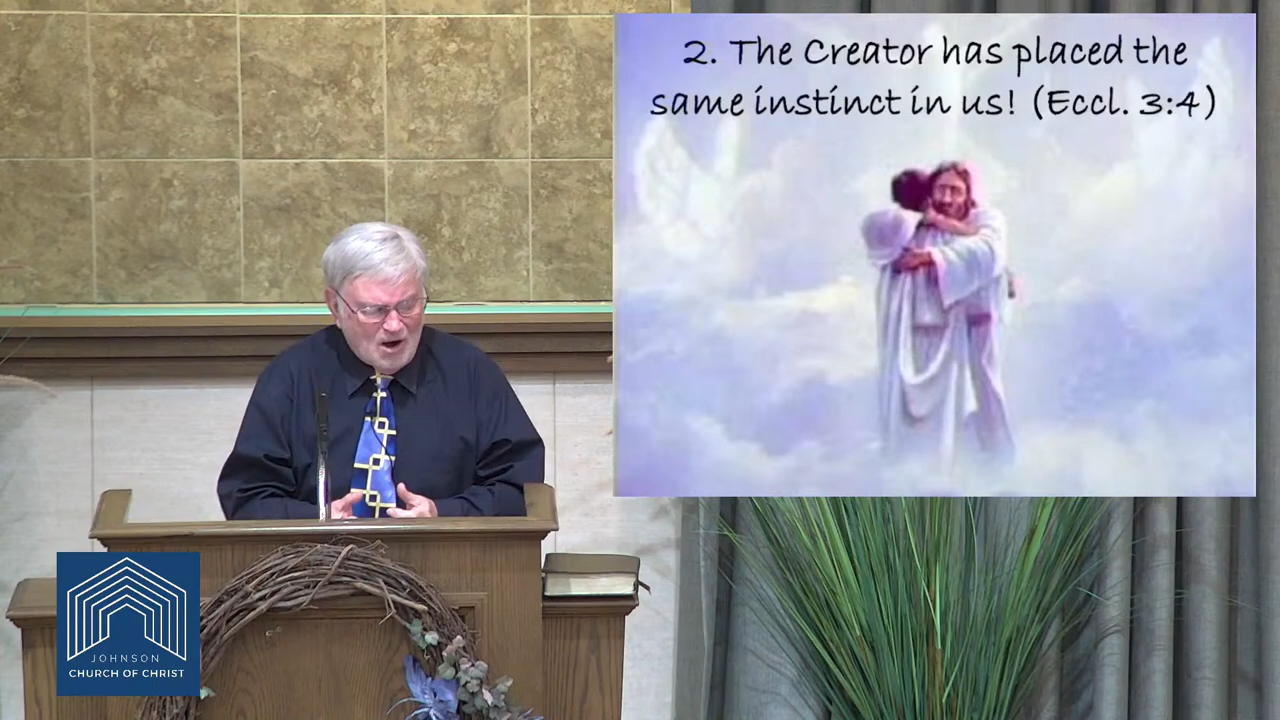 2. The Creator has placed the
same instinct in us! (Eccl. 3:4)
JOHNSON
CHURCH OF CHRIST